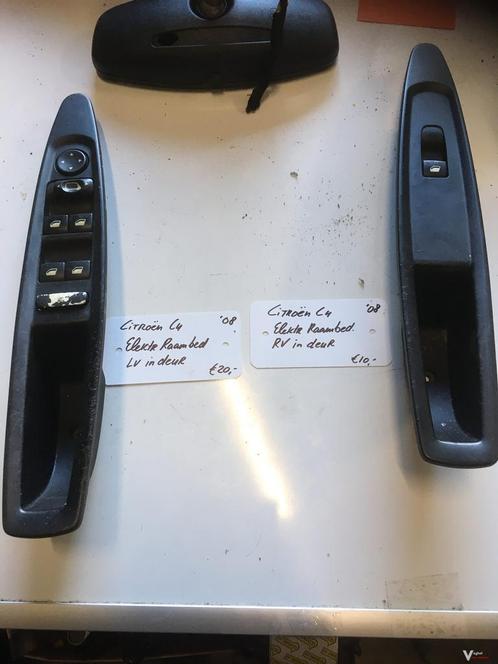 CITROËN C4 '08
Elektr Raambed
LV in deur
€20,-
CITROËN C4 '08
Elektr Raambed.
RV in deur
€10,-